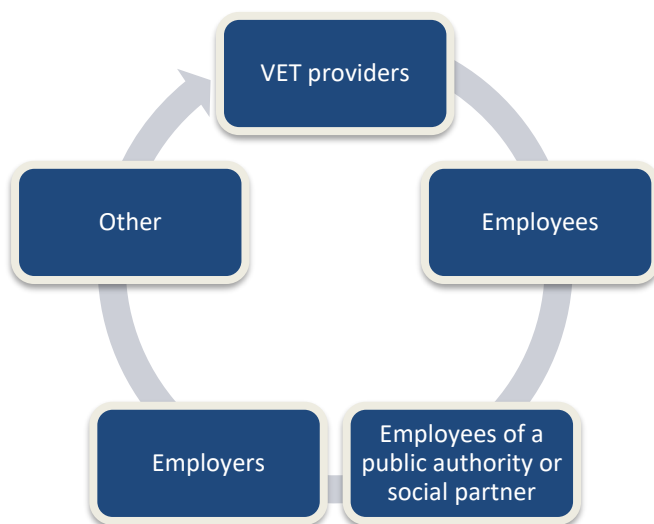 VET providers
Employees
Employees of a
public authority or
social partner
Employers
Other